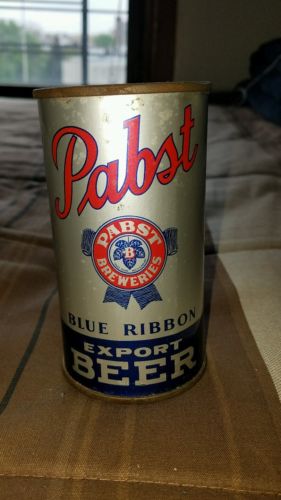 Pabst
PABST
B
BREWERIES
BLUE RIBBON
EXPORT
BEER